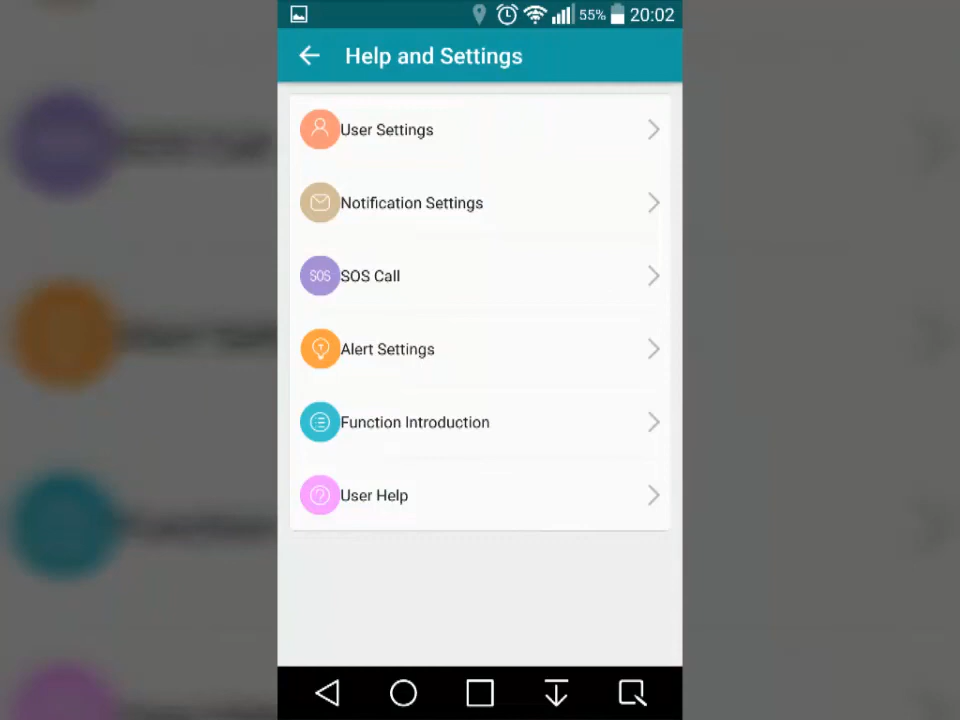 55% 20:02
Help and Settings
User Settings
Notification Settings
SOS SOS Call
Alert Settings
Function Introduction
User Help